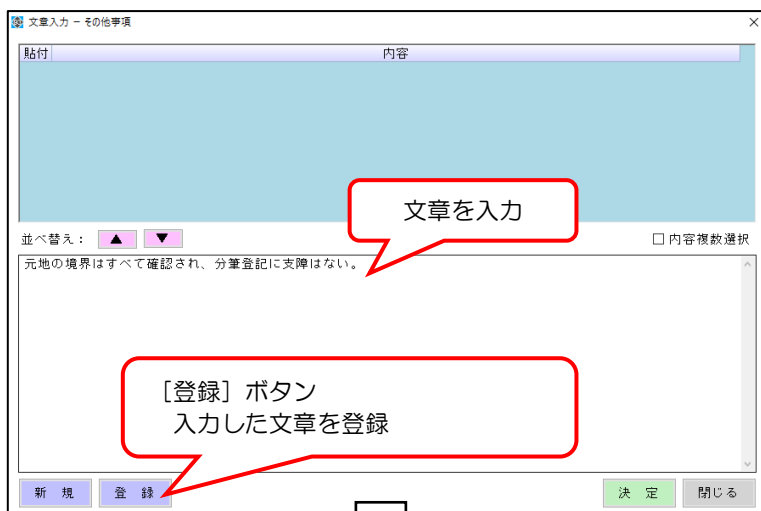 文章入力 － その他事項
貼付 内容
文章を入力
並べ替え： ▲ ▼ □内容複数選択
元地の境界はすべて確認され、分筆登記に支障はない。
［登録］ボタン
入力した文章を登録
新 規 登 録 決 定 閉じる